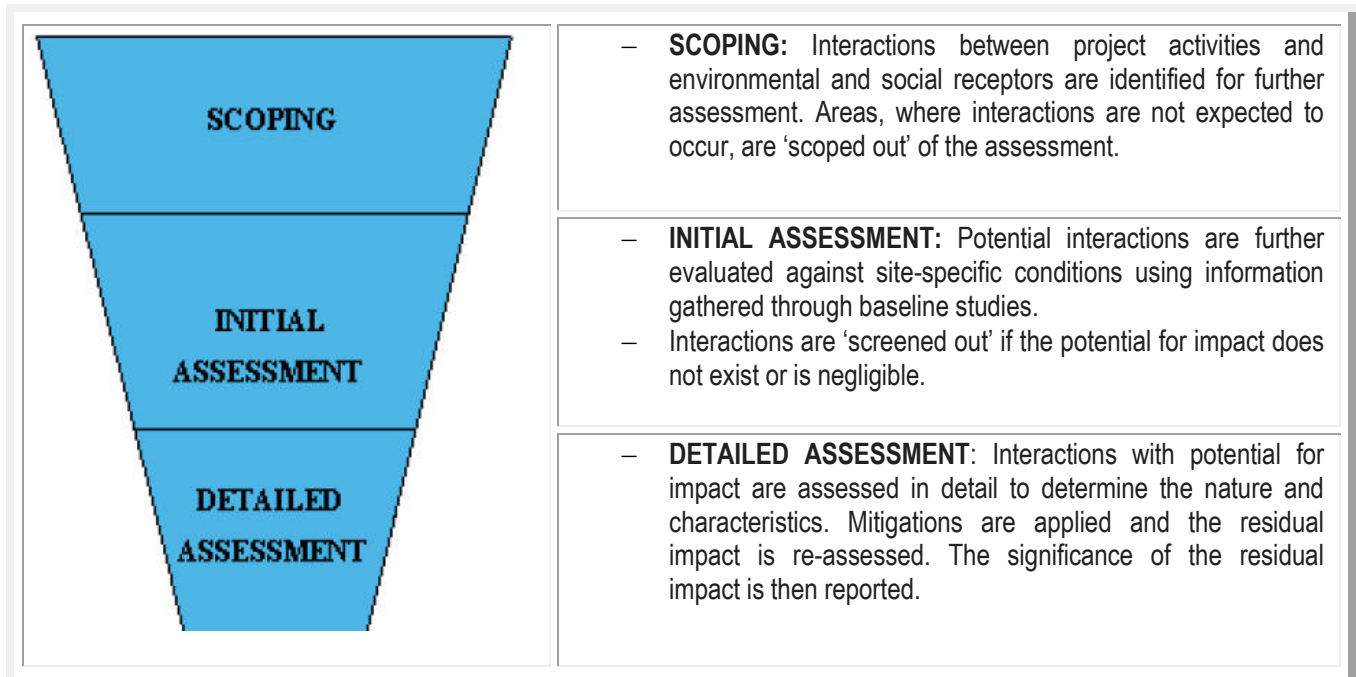 SCOPING
– SCOPING: Interactions between project activities and
environmental and social receptors are identified for further
assessment. Areas, where interactions are not expected to
occur, are ‘scoped out’ of the assessment.
INITIAL
ASSESSMENT
– INITIAL ASSESSMENT: Potential interactions are further
evaluated against site-specific conditions using information
gathered through baseline studies.
– Interactions are ‘screened out’ if the potential for impact does
not exist or is negligible.
DETAILED
ASSESSMENT
– DETAILED ASSESSMENT: Interactions with potential for
impact are assessed in detail to determine the nature and
characteristics. Mitigations are applied and the residual
impact is re-assessed. The significance of the residual
impact is then reported.